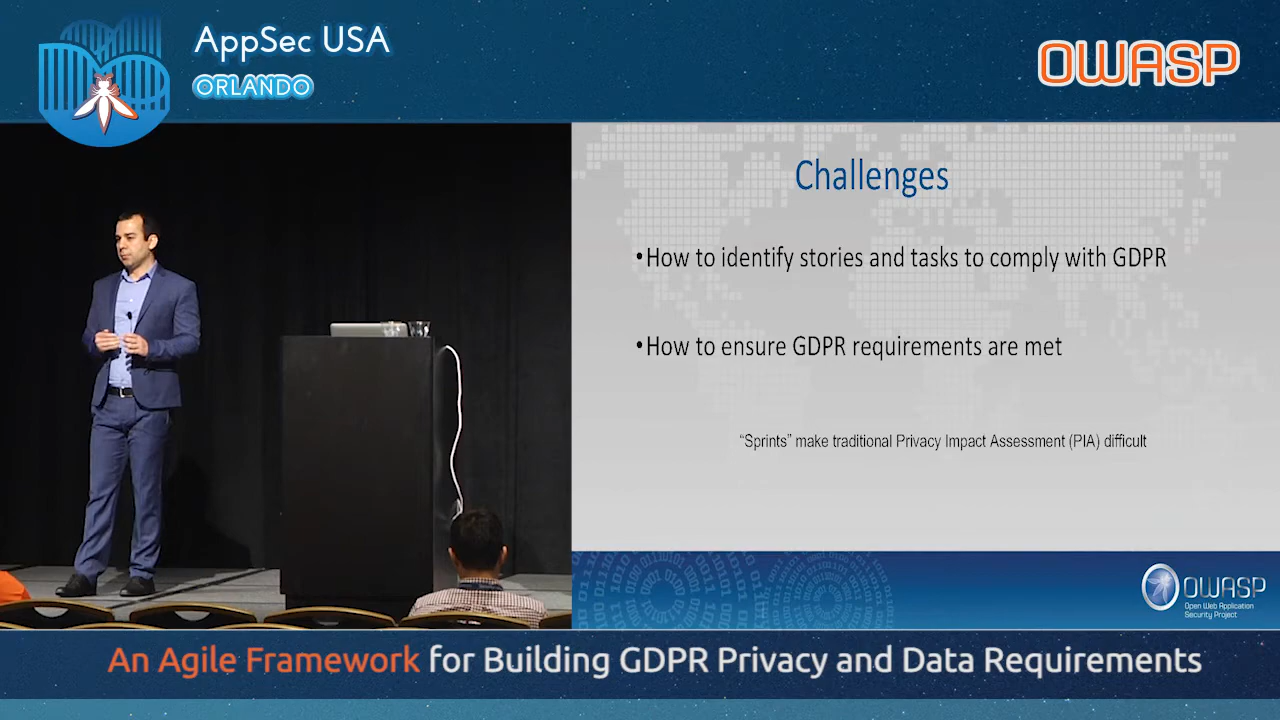 AppSec USA
ORLANDO
OWASP
Challenges
•How to identify stories and tasks to comply with GDPR
•How to ensure GDPR requirements are met
“Sprints” make traditional Privacy Impact Assessment (PIA) difficult
OWASP
Open Web Application
Security Project
An Agile Framework for Building GDPR Privacy and Data Requirements